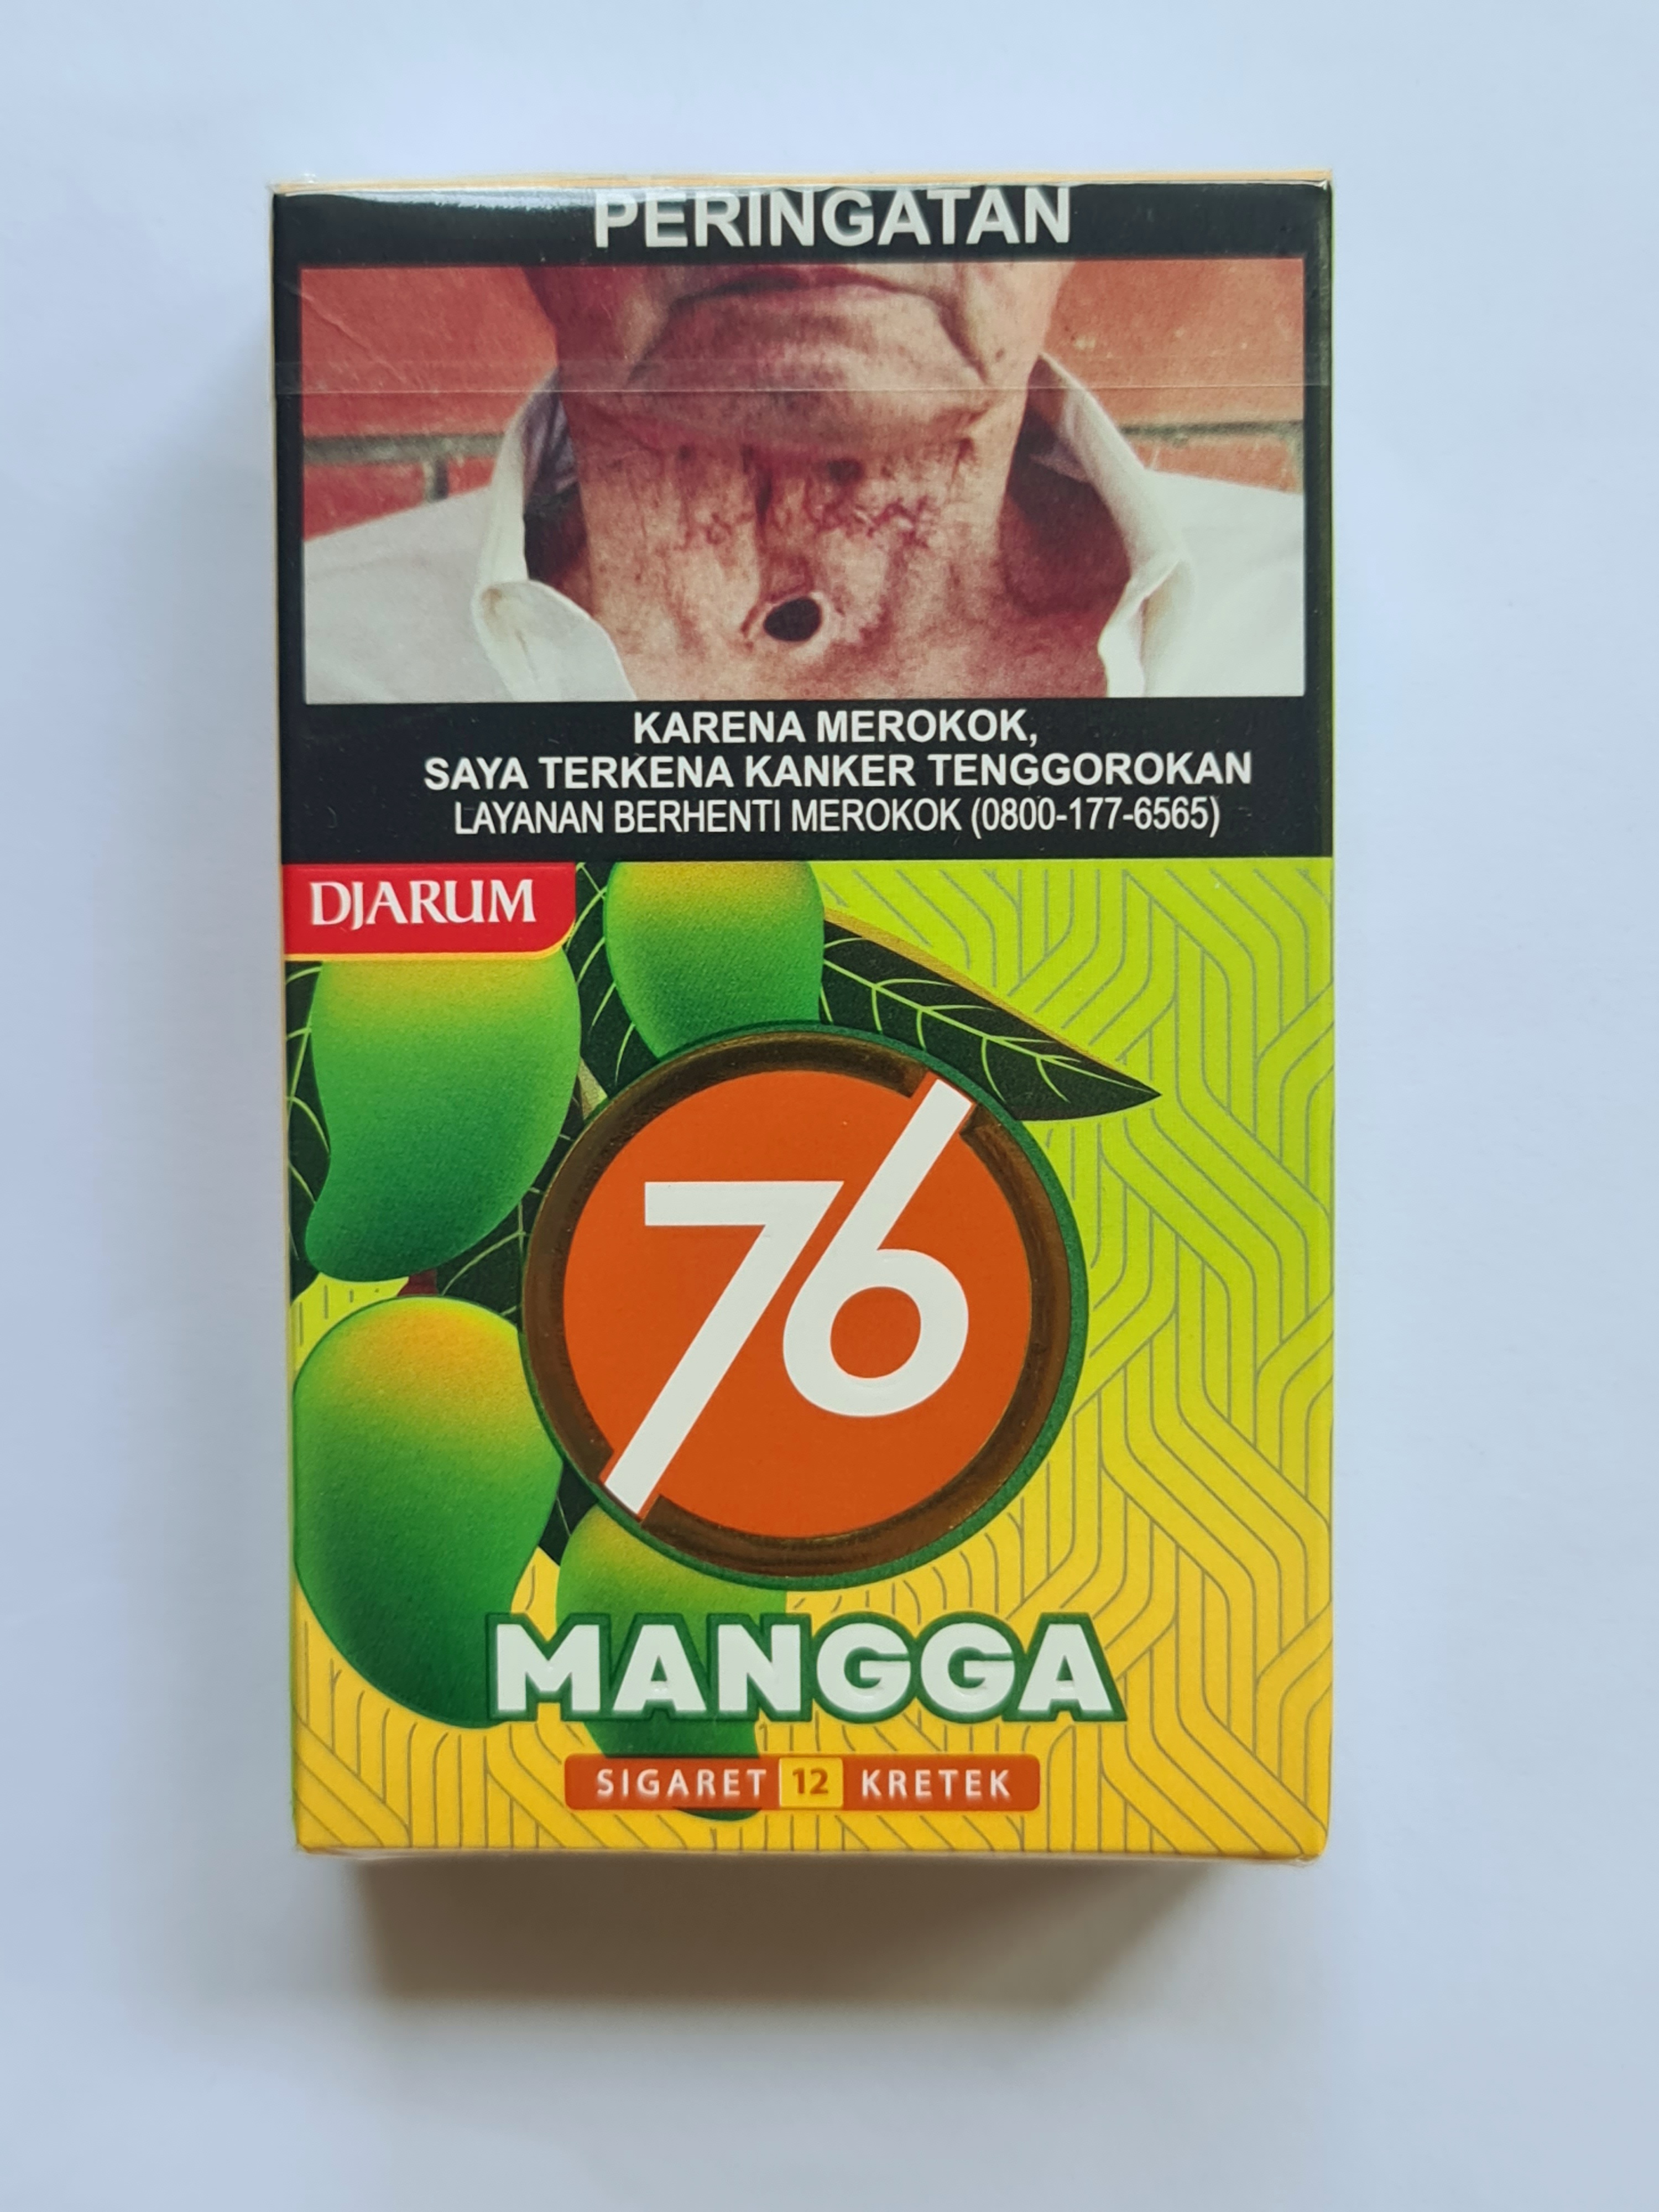 PERINGATAN
KARENA MEROKOK,
SAYA TERKENA KANKER TENGGOROKAN
LAYANAN BERHENTI MEROKOK (0800-177-6565)
DJARUM
76
MANGGA
SIGARET 12 KRETEK